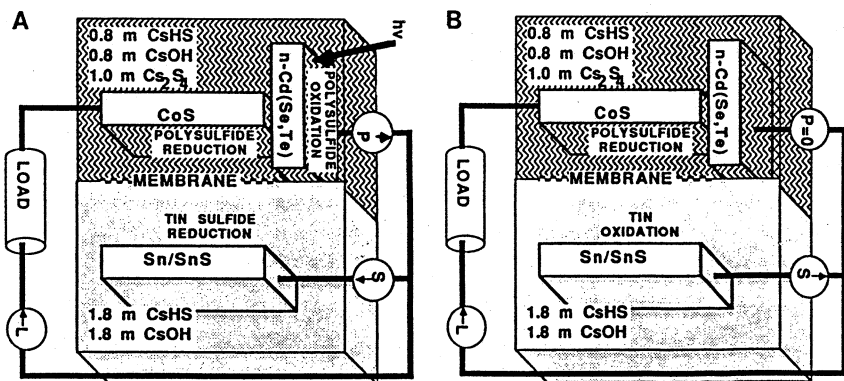 A
0.8 m CsHS
0.8 m CsOH
1.0 m Cs2S4
hv
n-Cd(Se,Te)
POLYSULFIDE
OXIDATION
CoS
POLYSULFIDE
REDUCTION
P
LOAD
MEMBRANE
TIN SULFIDE
REDUCTION
Sn/SnS
S
1.8 m CsHS
1.8 m CsOH
L
B
0.8 m CsHS
0.8 m CsOH
1.0 m Cs2S4
n-Cd(Se,Te)
CoS
POLYSULFIDE
REDUCTION
P=0
LOAD
MEMBRANE
TIN
OXIDATION
Sn/SnS
S
1.8 m CsHS
1.8 m CsOH
L